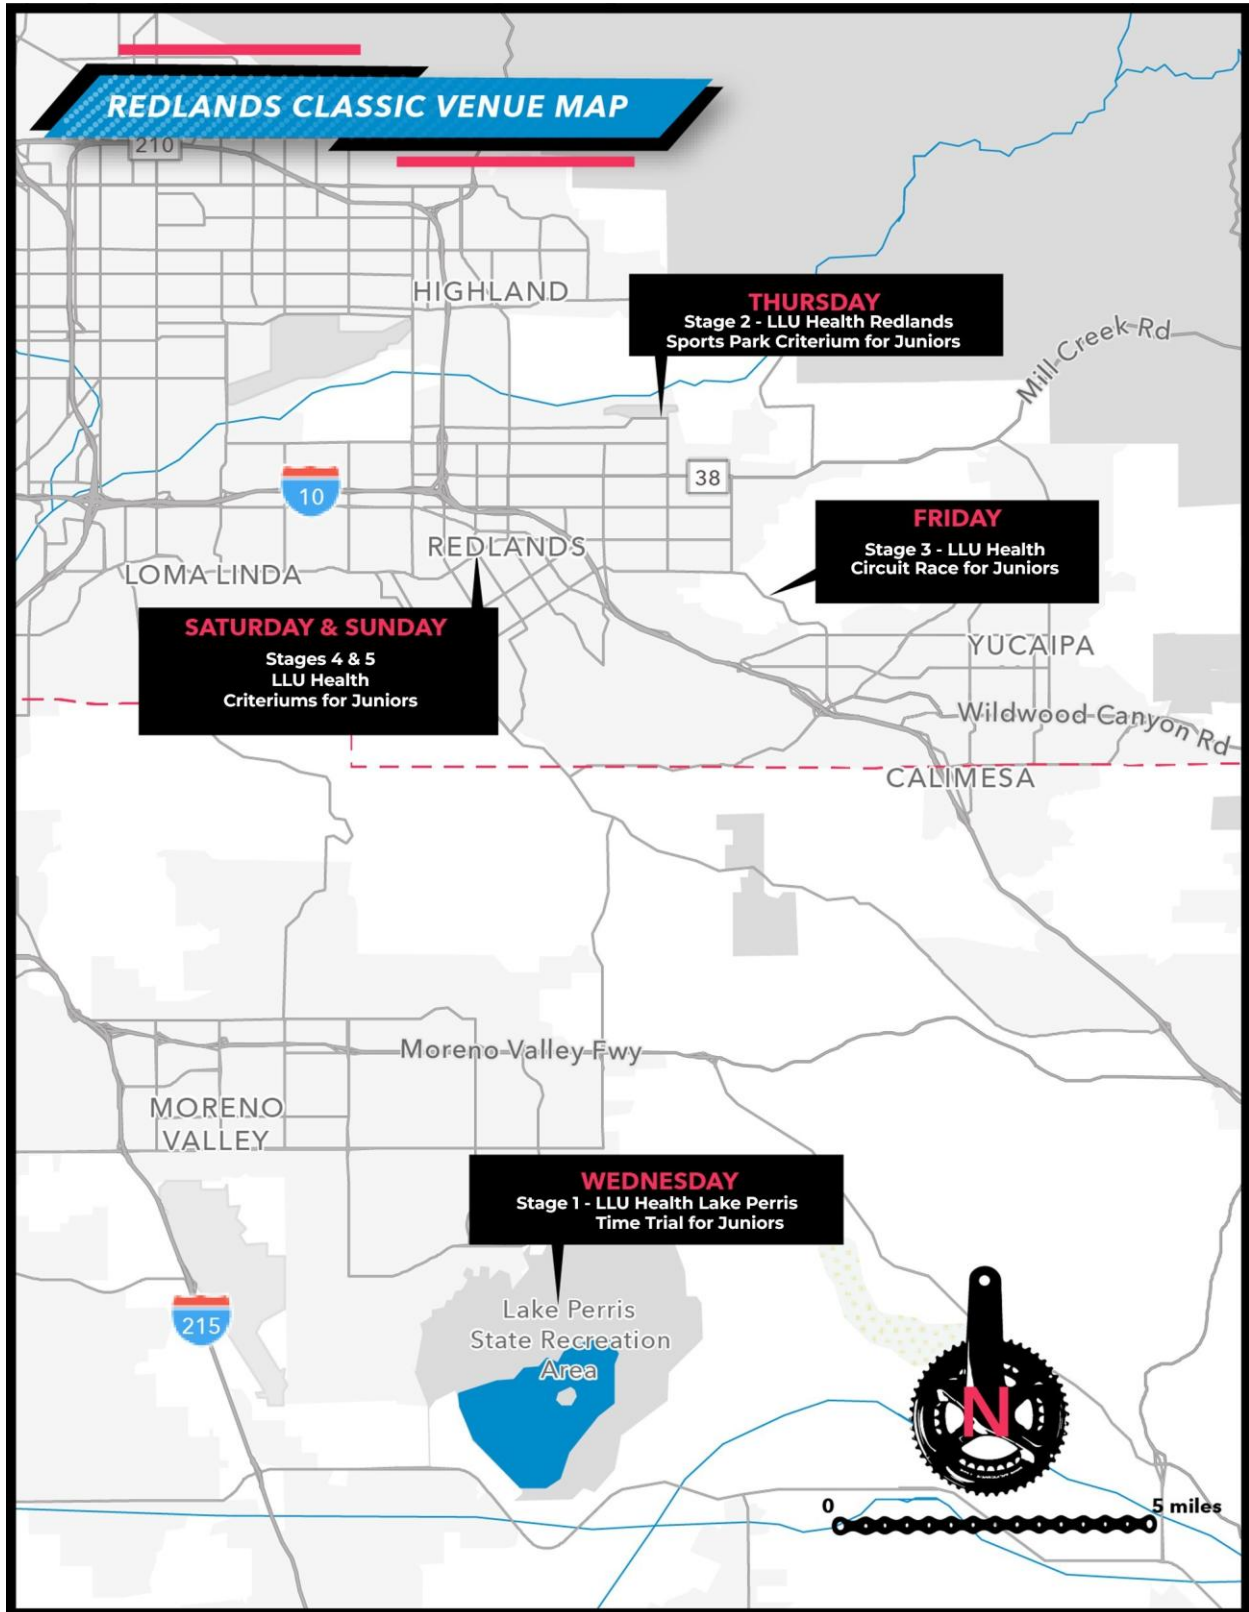 REDLANDS CLASSIC VENUE MAP
210
HIGHLAND
THURSDAY
Stage 2 - LLU Health Redlands
Sports Park Criterium for Juniors
Mill Creek Rd
38
10
FRIDAY
Stage 3 - LLU Health
Circuit Race for Juniors
REDLANDS
LOMA LINDA
SATURDAY & SUNDAY
Stages 4 & 5
LLU Health
Criteriums for Juniors
YUCAIPA
Wildwood Canyon Rd
CALIMESA
Moreno Valley Fwy
MORENO
VALLEY
WEDNESDAY
Stage 1 - LLU Health Lake Perris
Time Trial for Juniors
Lake Perris
State Recreation
Area
215
N
0
5 miles